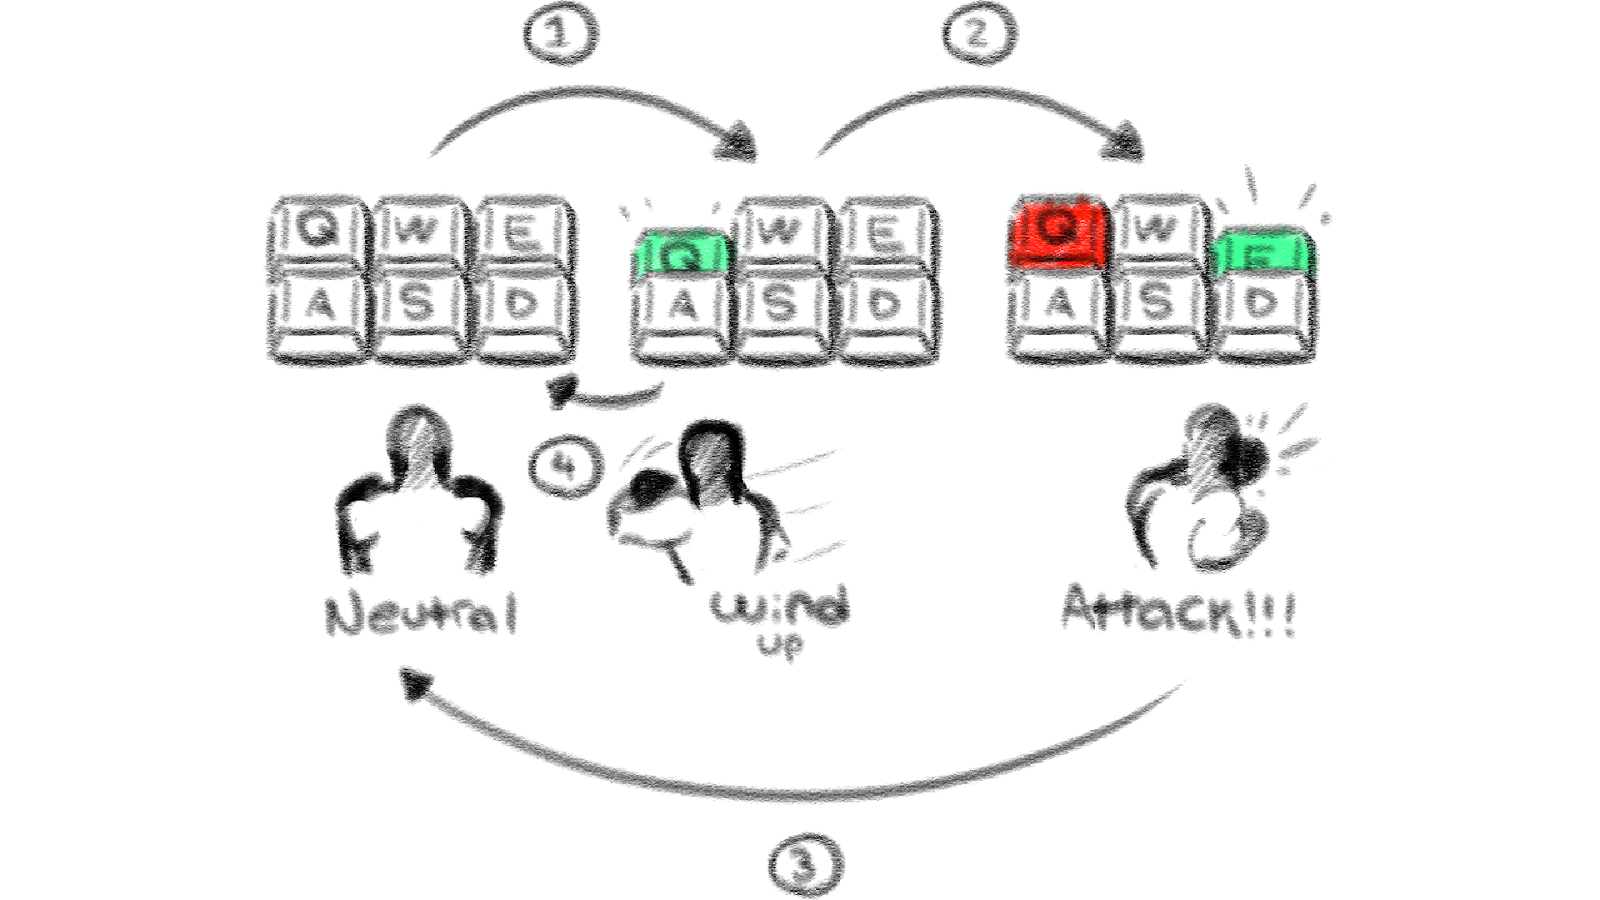 1 2
Q W E Q W E Q W E
A S D A S D A S D
4
Neutral Wind up Attack!!!
3